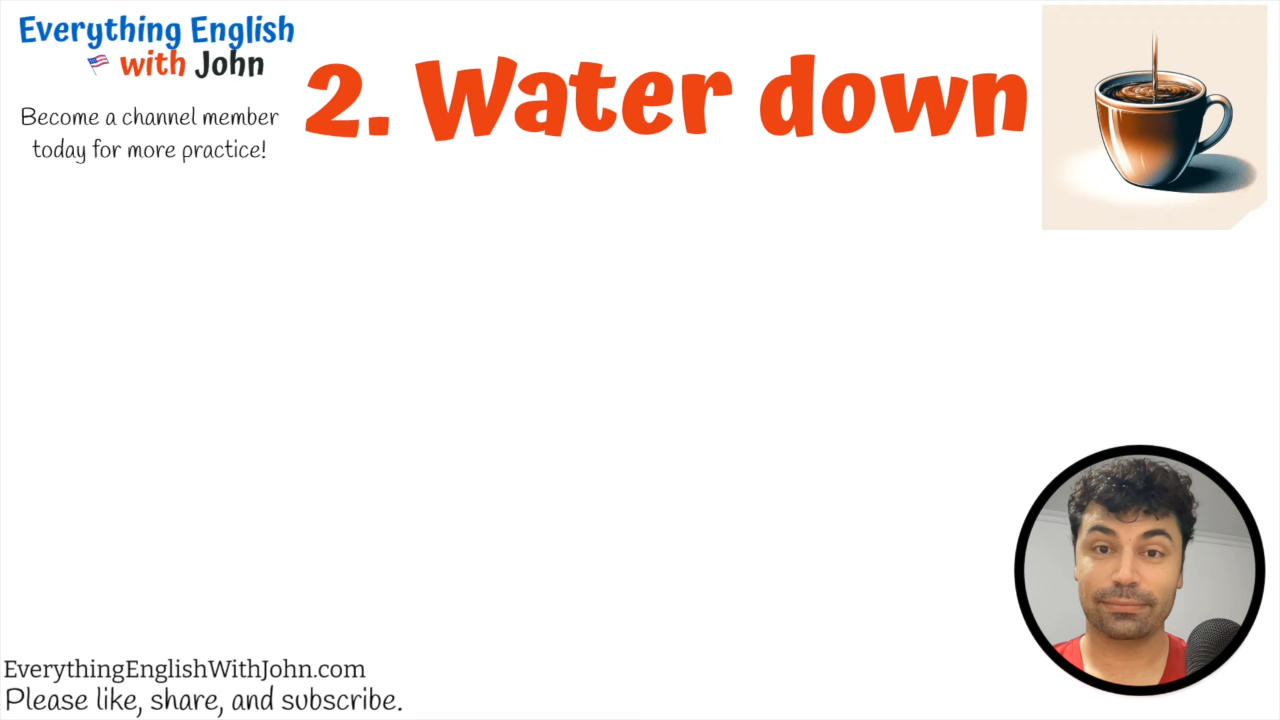 Everything English
with John
Become a channel member
today for more practice!
2. Water down
EverythingEnglishWithJohn.com
Please like, share, and subscribe.